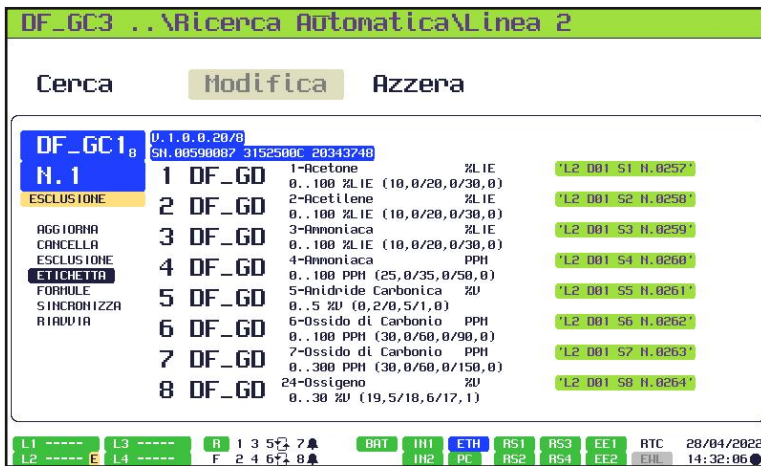 DF_GC3 ..\Ricerca Automatica\Linea 2
Cerca Modifica Azzera
DF_GC1 8 V.1.0.0.20/8
SN.00590087 3152500C 20343748
N.1
ESCLUSIONE
AGGIORNA
CANCELLA
ESCLUSIONE
ETICHETTA
FORMULE
SINCRONIZZA
RIAVVIA
1 DF_GD 1-Acetone %LIE 'L2 D01 S1 N.0257'
0..100 %LIE (10,0/20,0/30,0)
2 DF_GD 2-Acetilene %LIE 'L2 D01 S2 N.0258'
0..100 %LIE (10,0/20,0/30,0)
3 DF_GD 3-Ammoniaca %LIE 'L2 D01 S3 N.0259'
0..100 %LIE (10,0/20,0/30,0)
4 DF_GD 4-Ammoniaca PPM 'L2 D01 S4 N.0260'
0..100 PPM (25,0/35,0/50,0)
5 DF_GD 5-Anidride Carbonica %V 'L2 D01 S5 N.0261'
0..5 %V (0,2/0,5/1,0)
6 DF_GD 6-Ossido di Carbonio PPM 'L2 D01 S6 N.0262'
0..100 PPM (30,0/60,0/90,0)
7 DF_GD 7-Ossido di Carbonio PPM 'L2 D01 S7 N.0263'
0..300 PPM (30,0/60,0/150,0)
8 DF_GD 24-Ossigeno %V 'L2 D01 S8 N.0264'
0..30 %V (19,5/18,6/17,1)
L1 ----- L3 ----- R 1 3 5 7 BAT IN1 ETH RS1 RS3 EE1 RTC 28/04/2022
L2 ----- E L4 ----- F 2 4 6 8 IN2 PC RS2 RS4 EE2 EHL 14:32:06